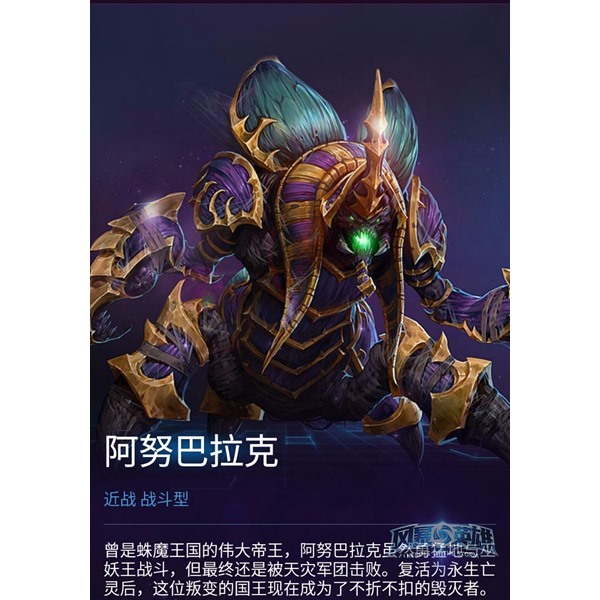 阿努巴拉克
近战 战斗型
风暴英雄
曾是蛛魔王国的伟大帝王，阿努巴拉克虽然勇猛地与巫
妖王战斗，但最终还是被天灾军团击败。复活为永生亡
灵后，这位叛变的国王现在成为了不折不扣的毁灭者。